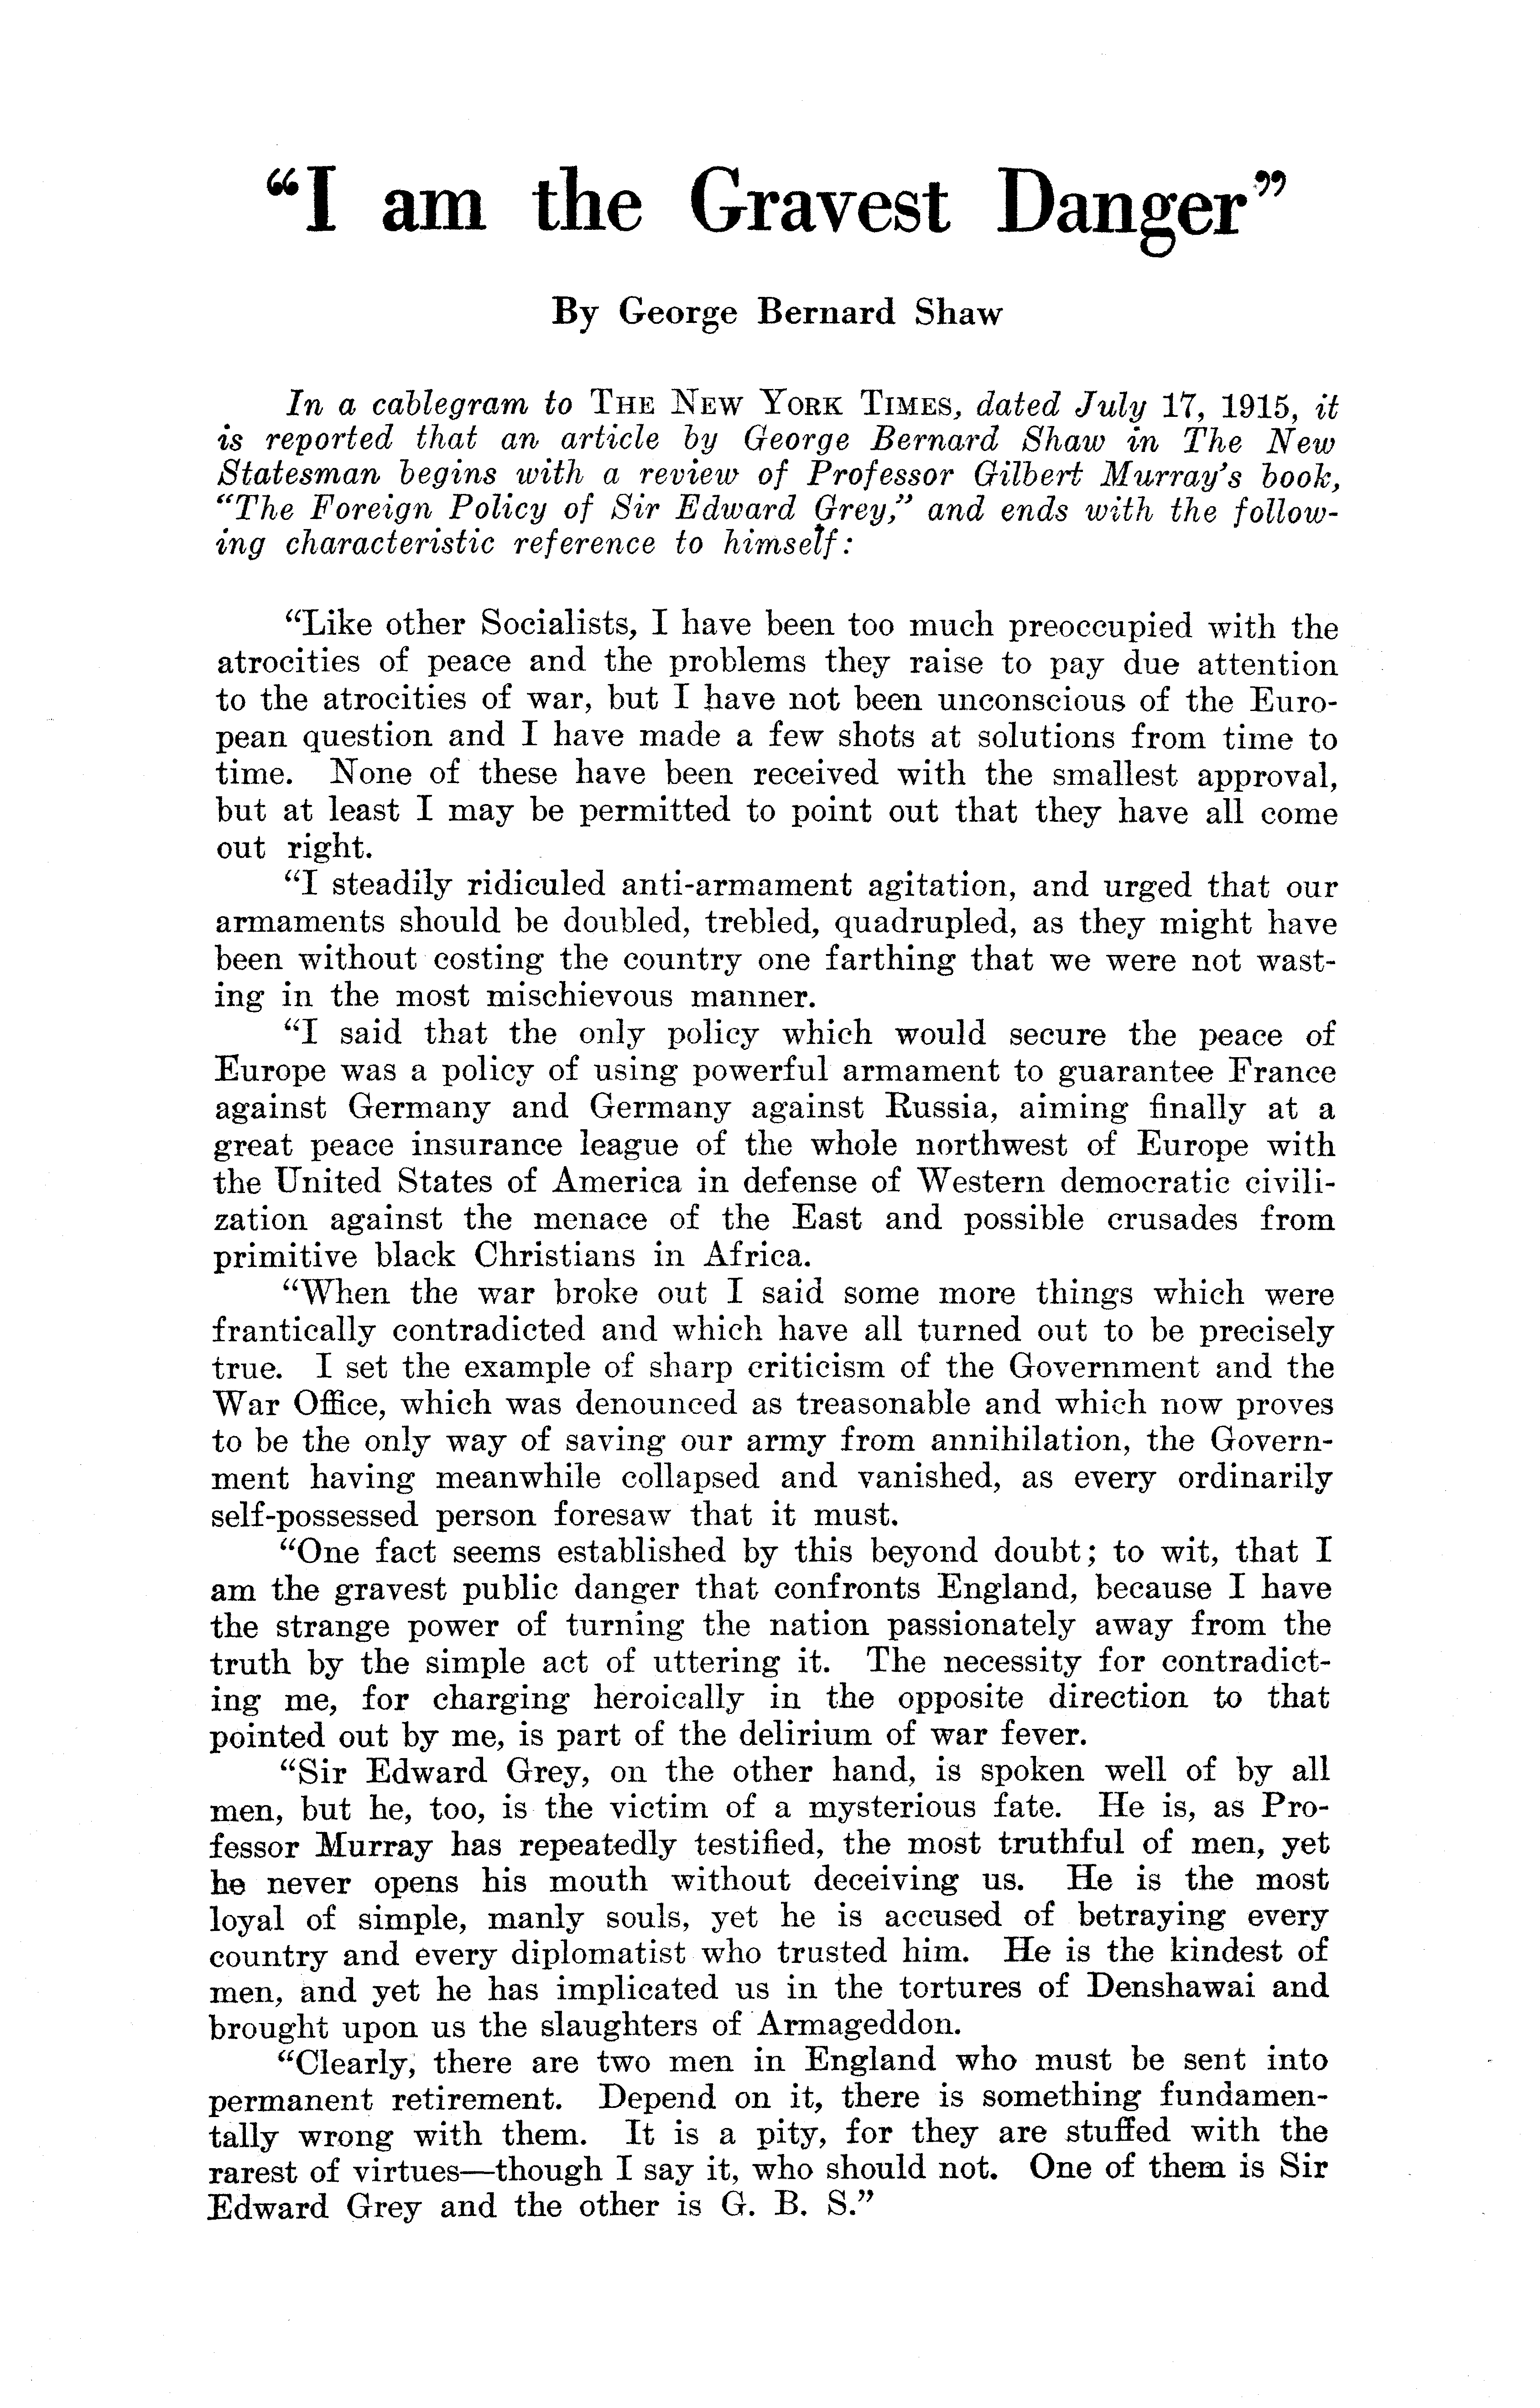 “I am the Gravest Danger”
By George Bernard Shaw
In a cablegram to THE NEW YORK TIMES, dated July 17, 1915, it
is reported that an article by George Bernard Shaw in The New
Statesman begins with a review of Professor Gilbert Murray's book,
“The Foreign Policy of Sir Edward Grey,” and ends with the follow-
ing characteristic reference to himself:
“Like other Socialists, I have been too much preoccupied with the
atrocities of peace and the problems they raise to pay due attention
to the atrocities of war, but I have not been unconscious of the Euro-
pean question and I have made a few shots at solutions from time to
time. None of these have been received with the smallest approval,
but at least I may be permitted to point out that they have all come
out right.
“I steadily ridiculed anti-armament agitation, and urged that our
armaments should be doubled, trebled, quadrupled, as they might have
been without costing the country one farthing that we were not wast-
ing in the most mischievous manner.
“I said that the only policy which would secure the peace of
Europe was a policy of using powerful armament to guarantee France
against Germany and Germany against Russia, aiming finally at a
great peace insurance league of the whole northwest of Europe with
the United States of America in defense of Western democratic civili-
zation against the menace of the East and possible crusades from
primitive black Christians in Africa.
“When the war broke out I said some more things which were
frantically contradicted and which have all turned out to be precisely
true. I set the example of sharp criticism of the Government and the
War Office, which was denounced as treasonable and which now proves
to be the only way of saving our army from annihilation, the Govern-
ment having meanwhile collapsed and vanished, as every ordinarily
self-possessed person foresaw that it must.
“One fact seems established by this beyond doubt; to wit, that I
am the gravest public danger that confronts England, because I have
the strange power of turning the nation passionately away from the
truth by the simple act of uttering it. The necessity for contradict-
ing me, for charging heroically in the opposite direction to that
pointed out by me, is part of the delirium of war fever.
“Sir Edward Grey, on the other hand, is spoken well of by all
men, but he, too, is the victim of a mysterious fate. He is, as Pro-
fessor Murray has repeatedly testified, the most truthful of men, yet
he never opens his mouth without deceiving us. He is the most
loyal of simple, manly souls, yet he is accused of betraying every
country and every diplomatist who trusted him. He is the kindest of
men, and yet he has implicated us in the tortures of Denshawai and
brought upon us the slaughters of Armageddon.
“Clearly, there are two men in England who must be sent into
permanent retirement. Depend on it, there is something fundamen-
tally wrong with them. It is a pity, for they are stuffed with the
rarest of virtues—though I say it, who should not. One of them is Sir
Edward Grey and the other is G. B. S.”